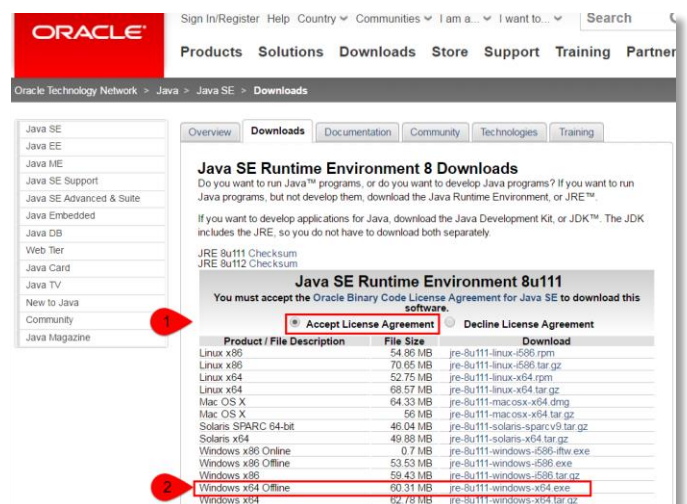 ORACLE
Sign In/Register Help Country Communities I am a... I want to... Search
Products Solutions Downloads Store Support Training Partner
Oracle Technology Network > Java > Java SE > Downloads
Java SE
Java EE
Java ME
Java SE Support
Java SE Advanced & Suite
Java Embedded
Java DB
Web Tier
Java Card
Java TV
New to Java
Community
Java Magazine
Overview Downloads Documentation Community Technologies Training
Java SE Runtime Environment 8 Downloads
Do you want to run Java™ programs, or do you want to develop Java programs? If you want to run
Java programs, but not develop them, download the Java Runtime Environment, or JRE™.
If you want to develop applications for Java, download the Java Development Kit, or JDK™. The JDK
includes the JRE, so you do not have to download both separately.
JRE 8u111 Checksum
JRE 8u112 Checksum
Java SE Runtime Environment 8u111
You must accept the Oracle Binary Code License Agreement for Java SE to download this
software.
1 Accept License Agreement Decline License Agreement
Product / File Description File Size Download
Linux x86 54.86 MB jre-8u111-linux-i586.rpm
Linux x86 70.65 MB jre-8u111-linux-i586.tar.gz
Linux x64 52.75 MB jre-8u111-linux-x64.rpm
Linux x64 68.57 MB jre-8u111-linux-x64.tar.gz
Mac OS X 64.33 MB jre-8u111-macosx-x64.dmg
Mac OS X 56 MB jre-8u111-macosx-x64.tar.gz
Solaris SPARC 64-bit 46.04 MB jre-8u111-solaris-sparcv9.tar.gz
Solaris x64 49.88 MB jre-8u111-solaris-x64.tar.gz
Windows x86 Online 0.7 MB jre-8u111-windows-i586-iftw.exe
Windows x86 Offline 53.53 MB jre-8u111-windows-i586.exe
Windows x86 59.43 MB jre-8u111-windows-i586.tar.gz
2 Windows x64 Offline 60.31 MB jre-8u111-windows-x64.exe
Windows x64 62.78 MB jre-8u111-windows-x64.tar.gz